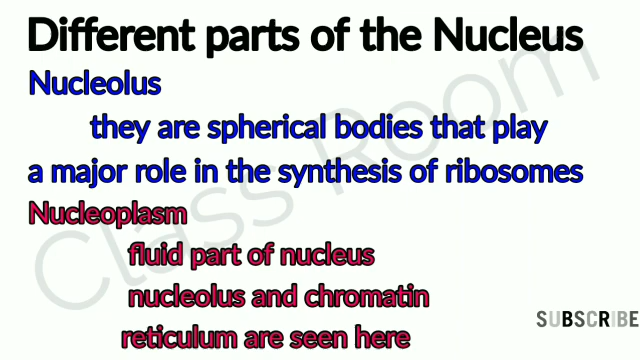 Different parts of the Nucleus
Nucleolus
they are spherical bodies that play
a major role in the synthesis of ribosomes
Nucleoplasm
fluid part of nucleus
nucleolus and chromatin
reticulum are seen here
Class Room
SUBSCRIBE